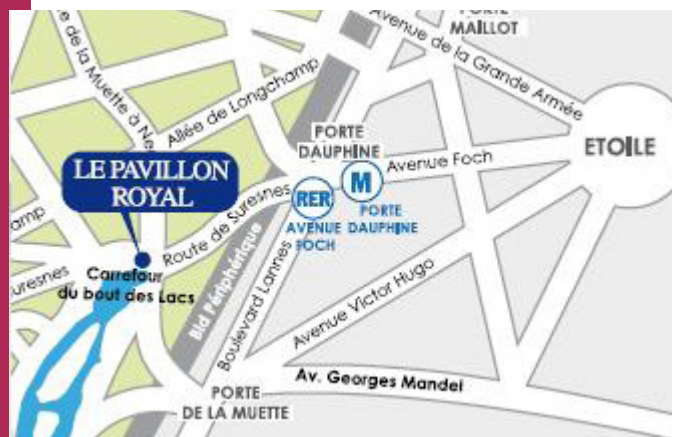 PORTE
MAILLOT
Avenue de la Grande Armée
de la Muette à Ne
Allée de Longchamp
PORTE
DAUPHINE
Avenue Foch
ETOILE
LE PAVILLON
ROYAL
M
RER
PORTE
DAUPHINE
AVENUE
FOCH
Route de Suresnes
amp
uresnes
Carrefour
du bout des Lacs
Bld Périphérique
Boulevard Lannes
Avenue Victor Hugo
Av. Georges Mandel
PORTE
DE LA MUETTE